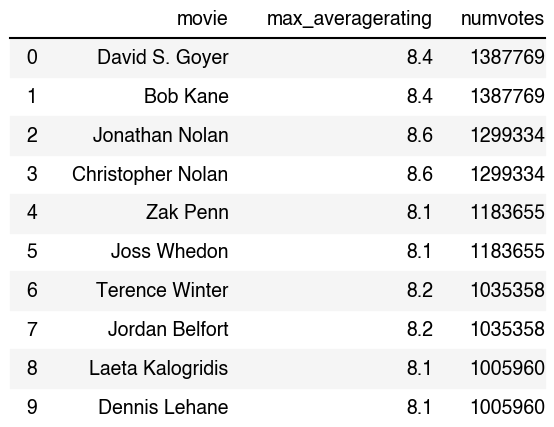 movie max_averagerating numvotes
0 David S. Goyer 8.4 1387769
1 Bob Kane 8.4 1387769
2 Jonathan Nolan 8.6 1299334
3 Christopher Nolan 8.6 1299334
4 Zak Penn 8.1 1183655
5 Joss Whedon 8.1 1183655
6 Terence Winter 8.2 1035358
7 Jordan Belfort 8.2 1035358
8 Laeta Kalogridis 8.1 1005960
9 Dennis Lehane 8.1 1005960